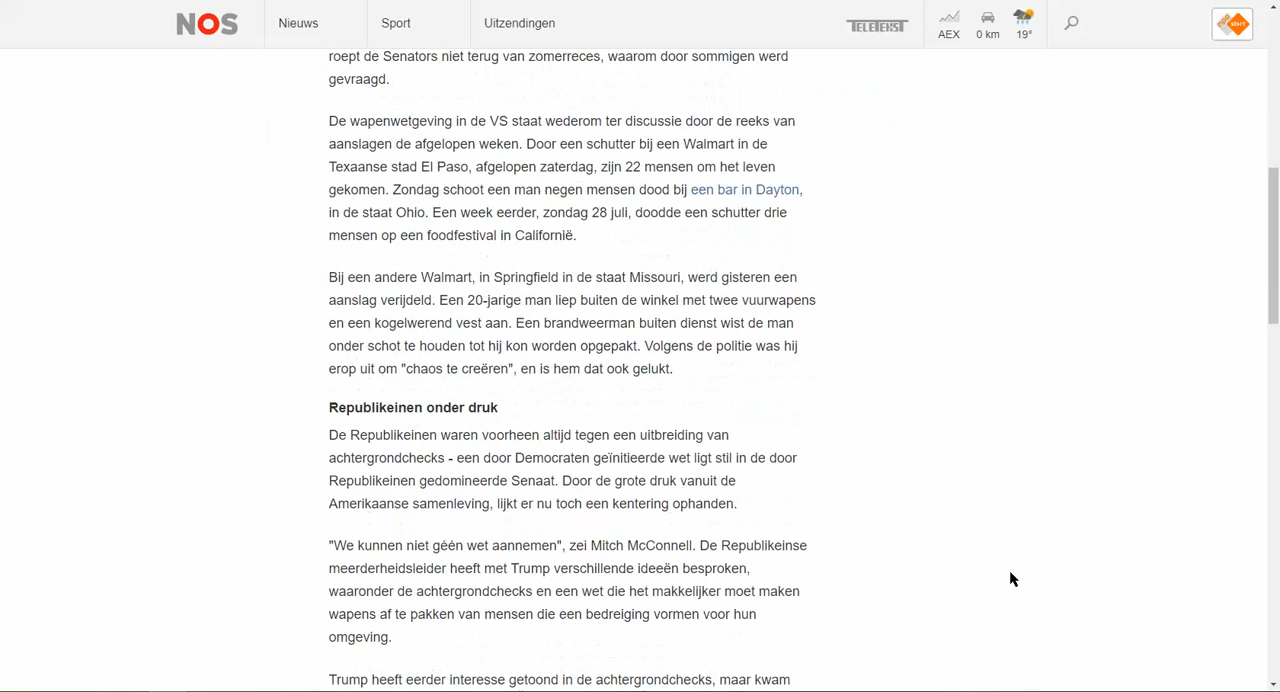 NOS
Nieuws
Sport
Uitzendingen
TELETEKST
AEX
0 km
19°
npo START
roept de Senators niet terug van zomerreces, waarom door sommigen werd
gevraagd.
De wapenwetgeving in de VS staat wederom ter discussie door de reeks van
aanslagen de afgelopen weken. Door een schutter bij een Walmart in de
Texaanse stad El Paso, afgelopen zaterdag, zijn 22 mensen om het leven
gekomen. Zondag schoot een man negen mensen dood bij een bar in Dayton,
in de staat Ohio. Een week eerder, zondag 28 juli, doodde een schutter drie
mensen op een foodfestival in Californië.
Bij een andere Walmart, in Springfield in de staat Missouri, werd gisteren een
aanslag verijdeld. Een 20-jarige man liep buiten de winkel met twee vuurwapens
en een kogelwerend vest aan. Een brandweerman buiten dienst wist de man
onder schot te houden tot hij kon worden opgepakt. Volgens de politie was hij
erop uit om "chaos te creëren", en is hem dat ook gelukt.
Republikeinen onder druk
De Republikeinen waren voorheen altijd tegen een uitbreiding van
achtergrondchecks - een door Democraten geïnitieerde wet ligt stil in de door
Republikeinen gedomineerde Senaat. Door de grote druk vanuit de
Amerikaanse samenleving, lijkt er nu toch een kentering ophanden.
"We kunnen niet géén wet aannemen", zei Mitch McConnell. De Republikeinse
meerderheidsleider heeft met Trump verschillende ideeën besproken,
waaronder de achtergrondchecks en een wet die het makkelijker moet maken
wapens af te pakken van mensen die een bedreiging vormen voor hun
omgeving.
Trump heeft eerder interesse getoond in de achtergrondchecks, maar kwam